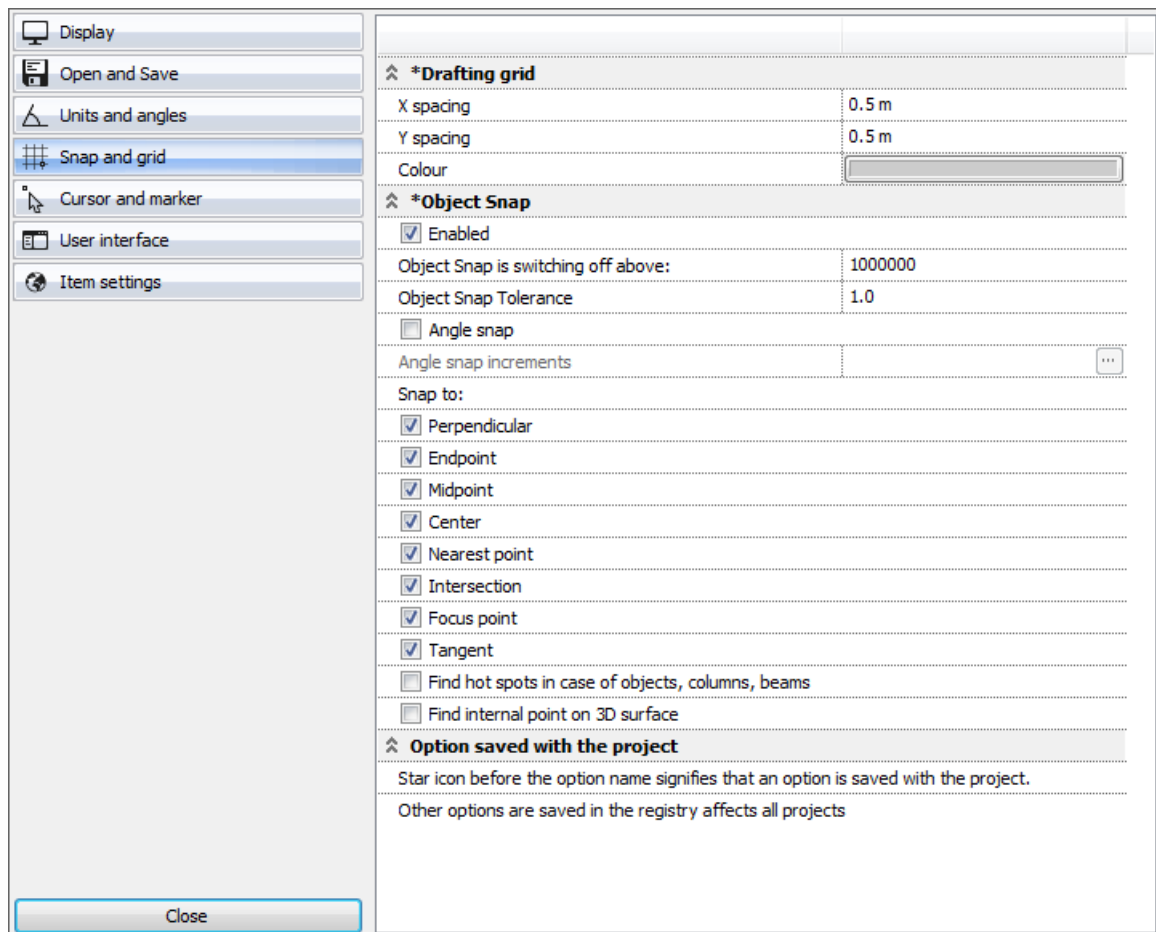 Display
Open and Save
Units and angles
Snap and grid
Cursor and marker
User interface
Item settings
Close
*Drafting grid
X spacing 0.5 m
Y spacing 0.5 m
Colour
*Object Snap
Enabled
Object Snap is switching off above: 1000000
Object Snap Tolerance 1.0
Angle snap
Angle snap increments ...
Snap to:
Perpendicular
Endpoint
Midpoint
Center
Nearest point
Intersection
Focus point
Tangent
Find hot spots in case of objects, columns, beams
Find internal point on 3D surface
Option saved with the project
Star icon before the option name signifies that an option is saved with the project.
Other options are saved in the registry affects all projects